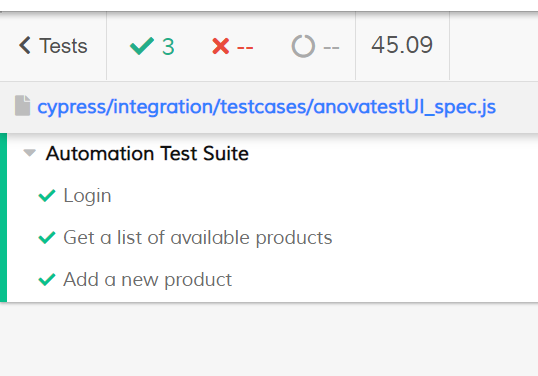 Tests 3 -- -- 45.09
cypress/integration/testcases/anovatestUI_spec.js
Automation Test Suite
Login
Get a list of available products
Add a new product